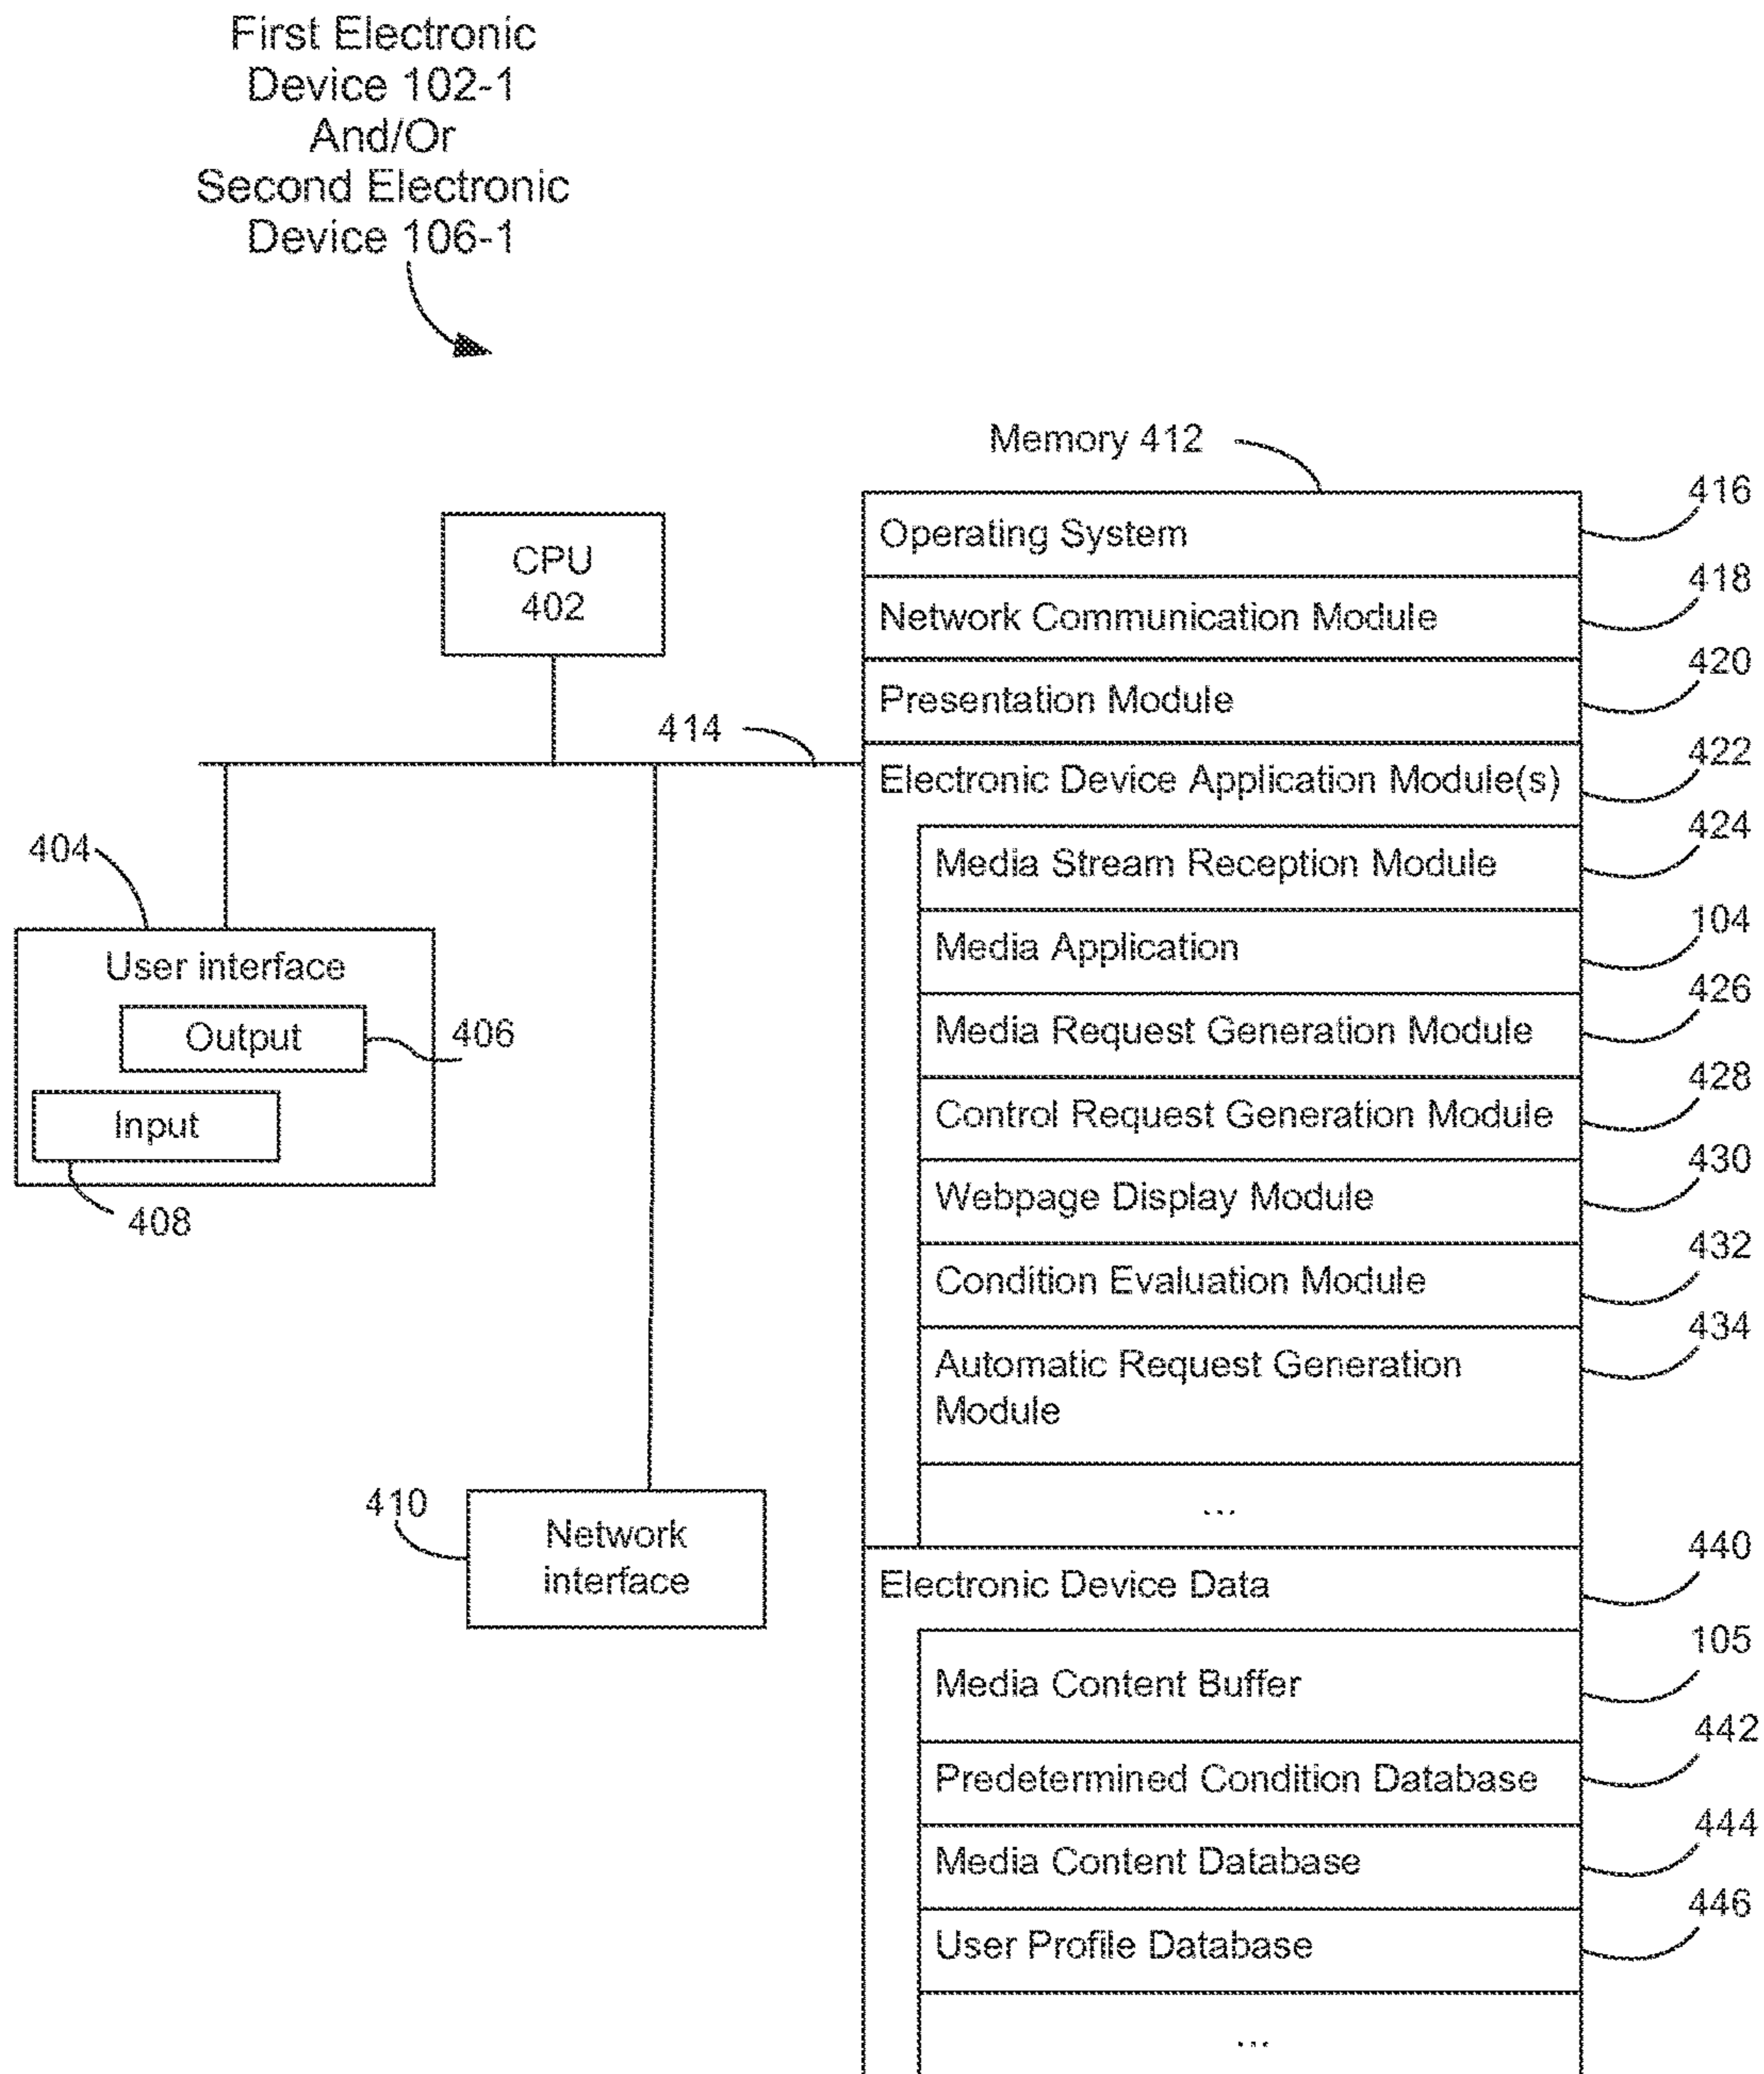 First Electronic
Device 102-1
And/Or
Second Electronic
Device 106-1
Memory 412
416
Operating System
CPU
402
418
Network Communication Module
420
Presentation Module
414
422
Electronic Device Application Module(s)
424
Media Stream Reception Module
404
104
Media Application
User interface
426
Output
406
Media Request Generation Module
428
Input
Control Request Generation Module
430
Webpage Display Module
408
432
Condition Evaluation Module
434
Automatic Request Generation
Module
410
...
Network
interface
440
Electronic Device Data
105
Media Content Buffer
442
Predetermined Condition Database
444
Media Content Database
446
User Profile Database
...